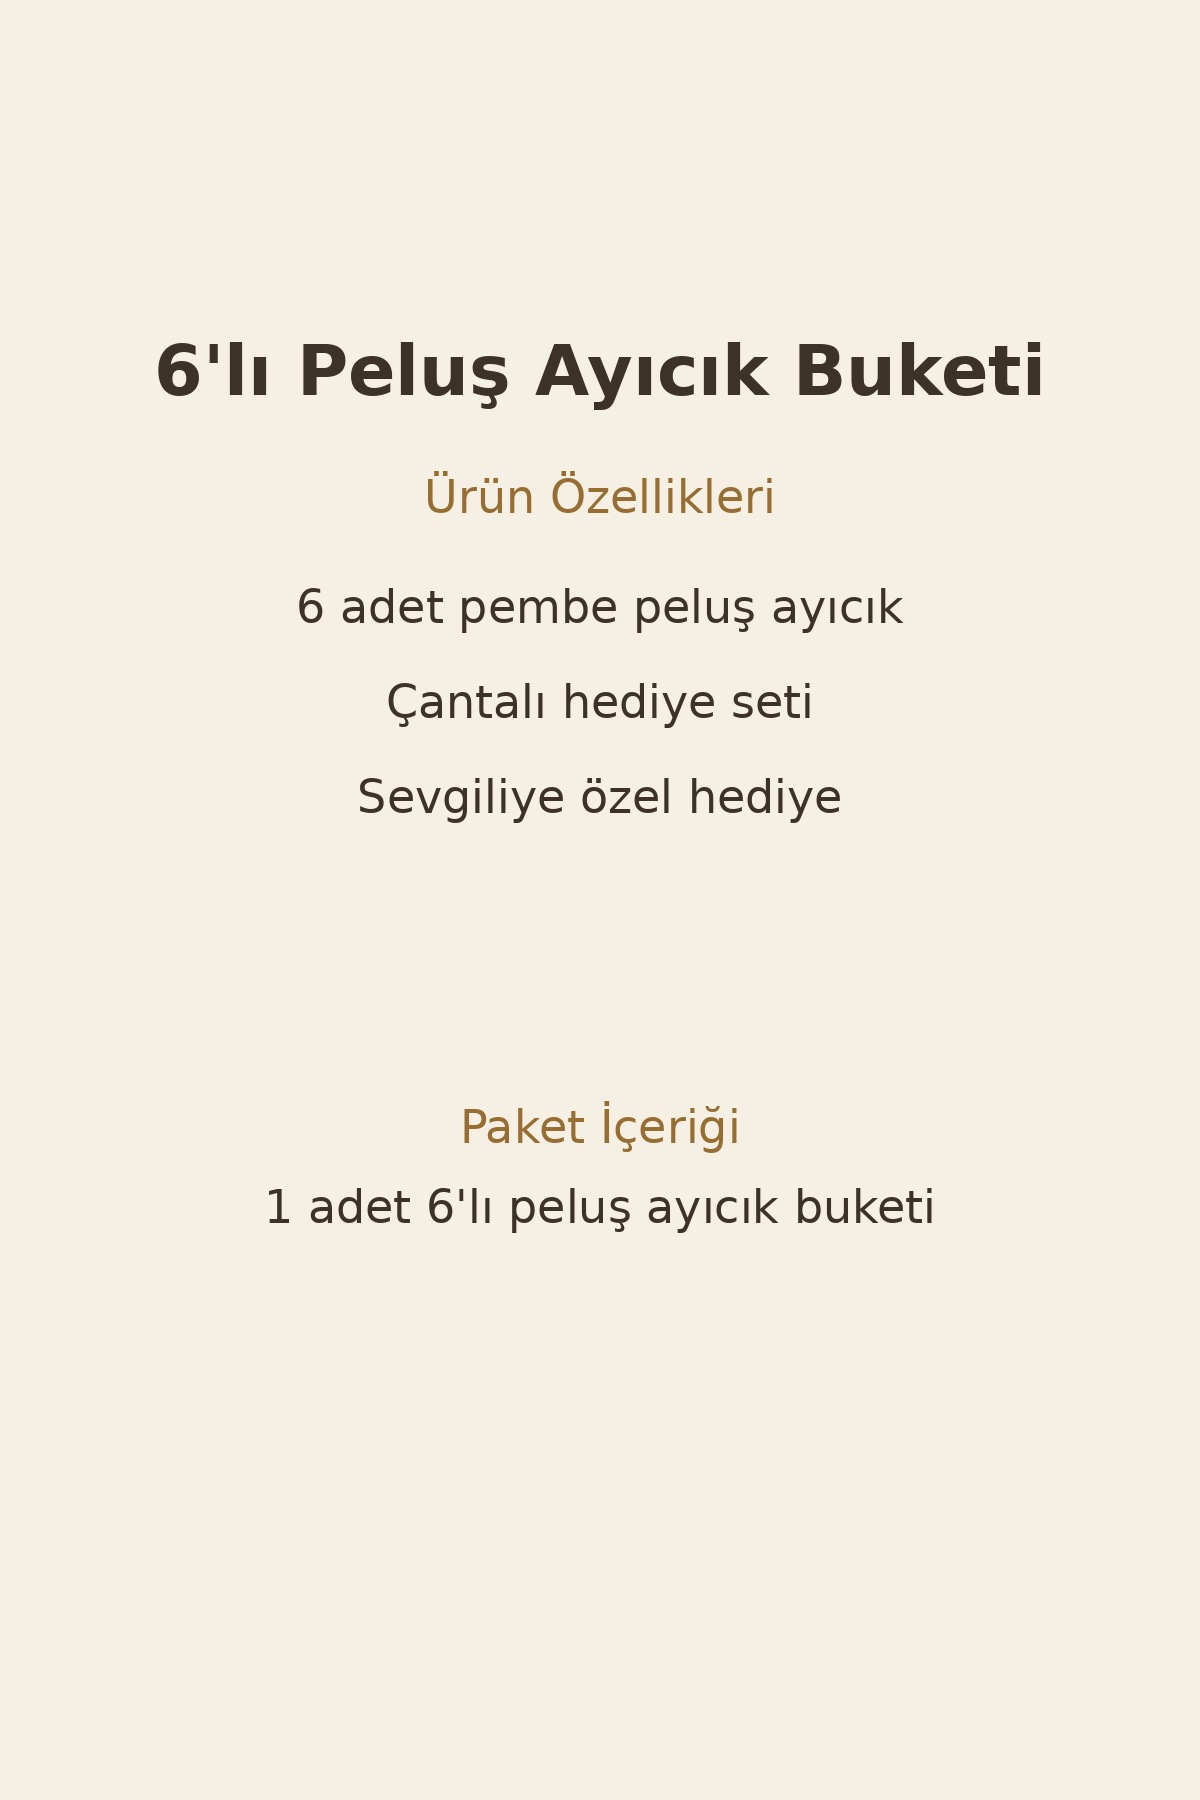 6'lı Peluş Ayıcık Buketi
Ürün Özellikleri
6 adet pembe peluş ayıcık
Çantalı hediye seti
Sevgiliye özel hediye
Paket İçeriği
1 adet 6'lı peluş ayıcık buketi